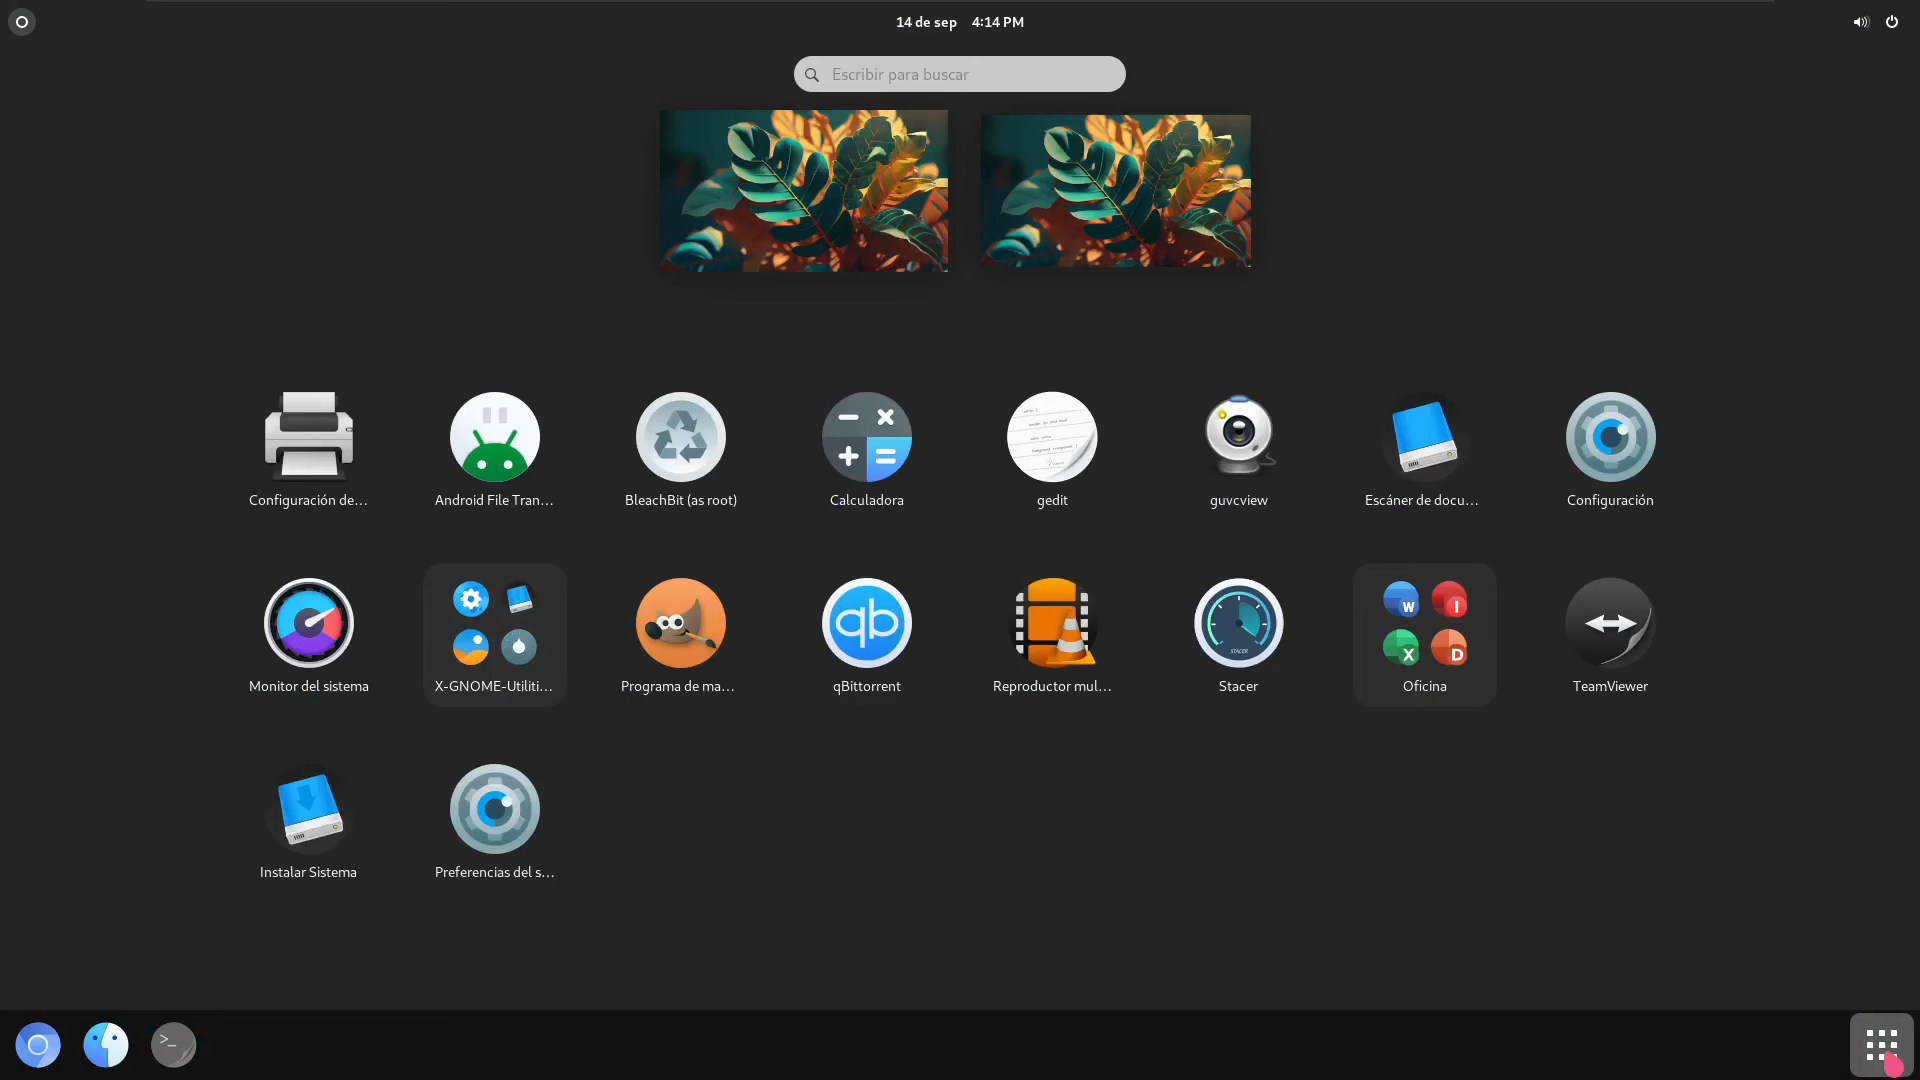 14 de sep 4:14 PM
Escribir para buscar
Configuración de...
Android File Tran...
BleachBit (as root)
Calculadora
gedit
guvcview
Escáner de docu...
Configuración
Monitor del sistema
X-GNOME-Utiliti...
Programa de ma...
qBittorrent
Reproductor mul...
Stacer
Oficina
TeamViewer
Instalar Sistema
Preferencias del s...